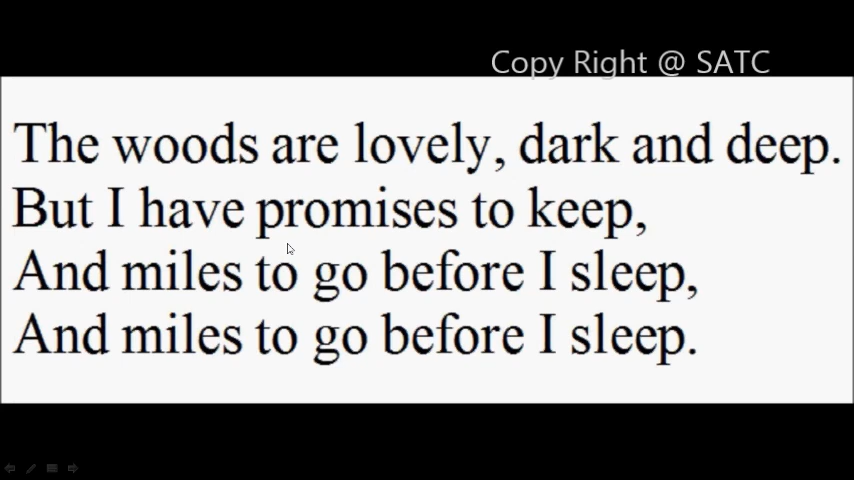 Copy Right @ SATC
The woods are lovely, dark and deep.
But I have promises to keep,
And miles to go before I sleep,
And miles to go before I sleep.